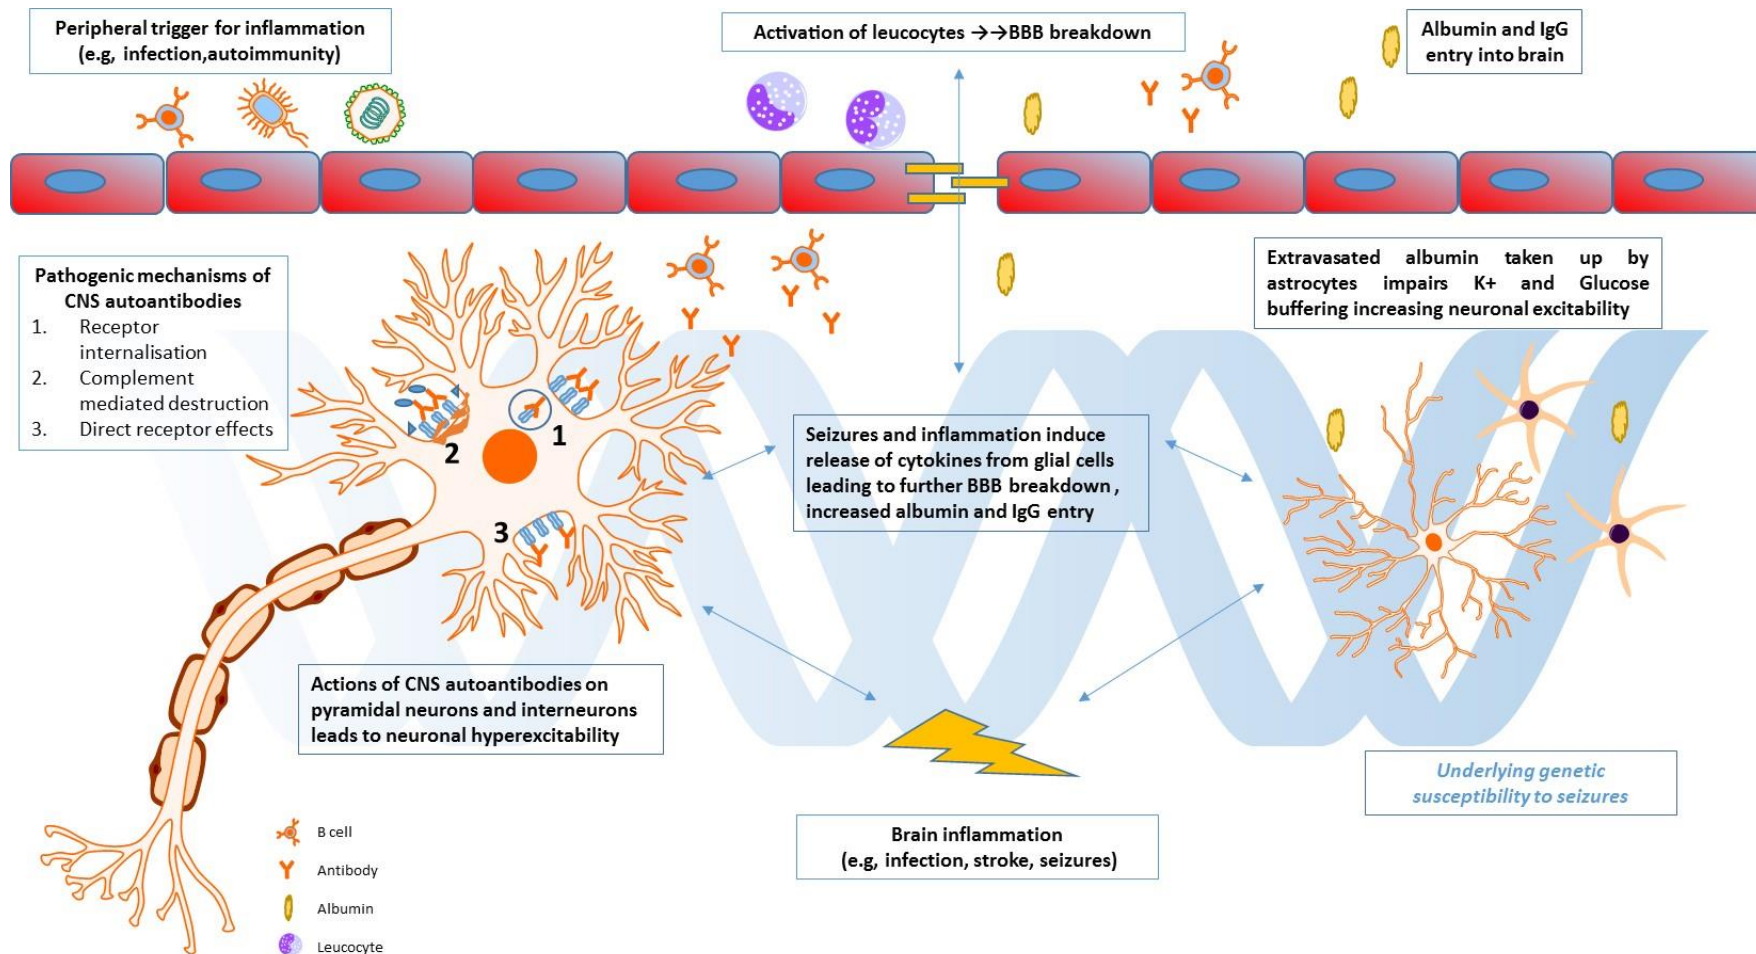 Peripheral trigger for inflammation
(e.g, infection,autoimmunity)
Activation of leucocytes →→BBB breakdown
Albumin and IgG
entry into brain
Pathogenic mechanisms of
CNS autoantibodies
1. Receptor
internalisation
2. Complement
mediated destruction
3. Direct receptor effects
Extravasated albumin taken up by
astrocytes impairs K+ and Glucose
buffering increasing neuronal excitability
2
1
3
Seizures and inflammation induce
release of cytokines from glial cells
leading to further BBB breakdown ,
increased albumin and IgG entry
Actions of CNS autoantibodies on
pyramidal neurons and interneurons
leads to neuronal hyperexcitability
Underlying genetic
susceptibility to seizures
Brain inflammation
(e.g, infection, stroke, seizures)
B cell
Antibody
Albumin
Leucocyte